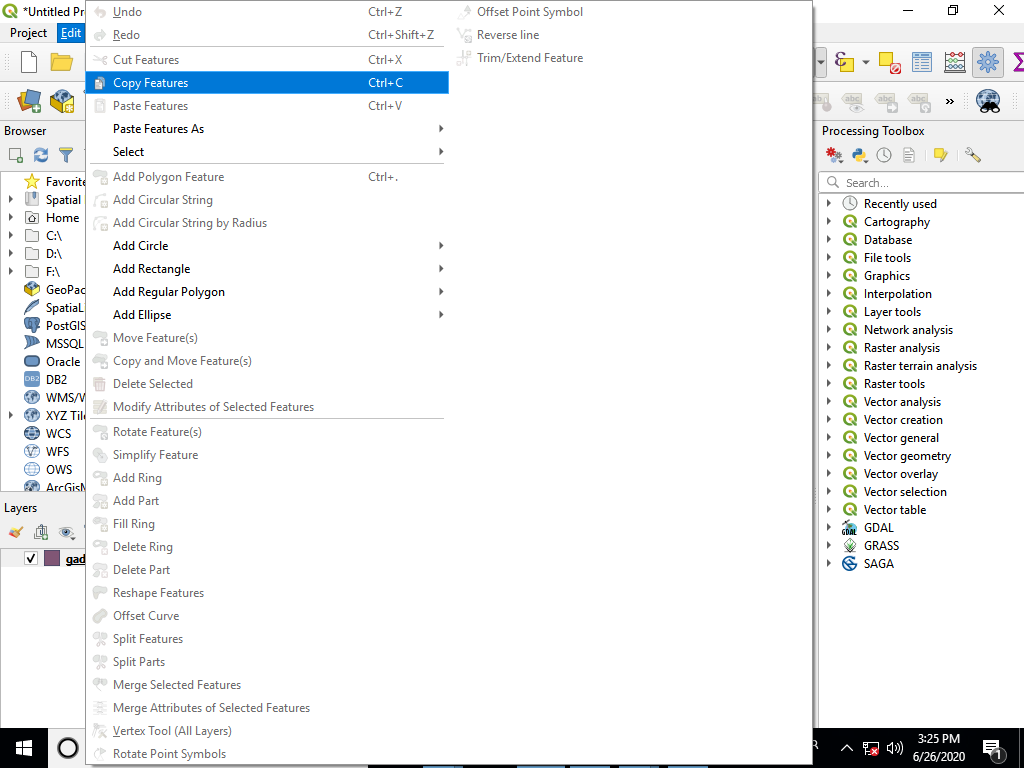 *Untitled Pr
Project
Edit
Undo Ctrl+Z
Redo Ctrl+Shift+Z
Cut Features Ctrl+X
Copy Features Ctrl+C
Paste Features Ctrl+V
Paste Features As
Select
Add Polygon Feature Ctrl+.
Add Circular String
Add Circular String by Radius
Add Circle
Add Rectangle
Add Regular Polygon
Add Ellipse
Move Feature(s)
Copy and Move Feature(s)
Delete Selected
Modify Attributes of Selected Features
Rotate Feature(s)
Simplify Feature
Add Ring
Add Part
Fill Ring
Delete Ring
Delete Part
Reshape Features
Offset Curve
Split Features
Split Parts
Merge Selected Features
Merge Attributes of Selected Features
Vertex Tool (All Layers)
Rotate Point Symbols
Offset Point Symbol
Reverse line
Trim/Extend Feature
Browser
Favorite
Spatial
Home
C:\
D:\
F:\
GeoPac
SpatiaL
PostGIS
MSSQL
Oracle
DB2
DB2
WMS/W
XYZ Tile
WCS
WFS
OWS
ArcGisM
Layers
gad
abc
abc
abc
»
Processing Toolbox
Search...
Recently used
Cartography
Database
File tools
Graphics
Interpolation
Layer tools
Network analysis
Raster analysis
Raster terrain analysis
Raster tools
Vector analysis
Vector creation
Vector general
Vector geometry
Vector overlay
Vector selection
Vector table
GDAL
GDAL
GRASS
SAGA
3:25 PM
6/26/2020
1